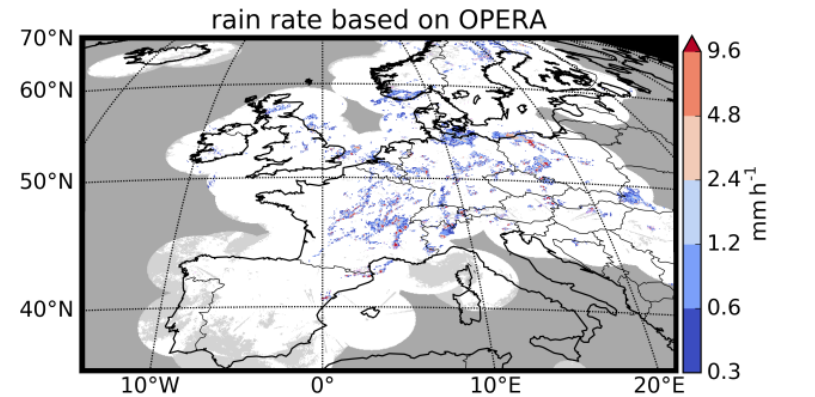 rain rate based on OPERA
70°N
60°N
50°N
40°N
10°W
0°
10°E
20°E
9.6
4.8
2.4
1.2
0.6
0.3
mm h⁻¹